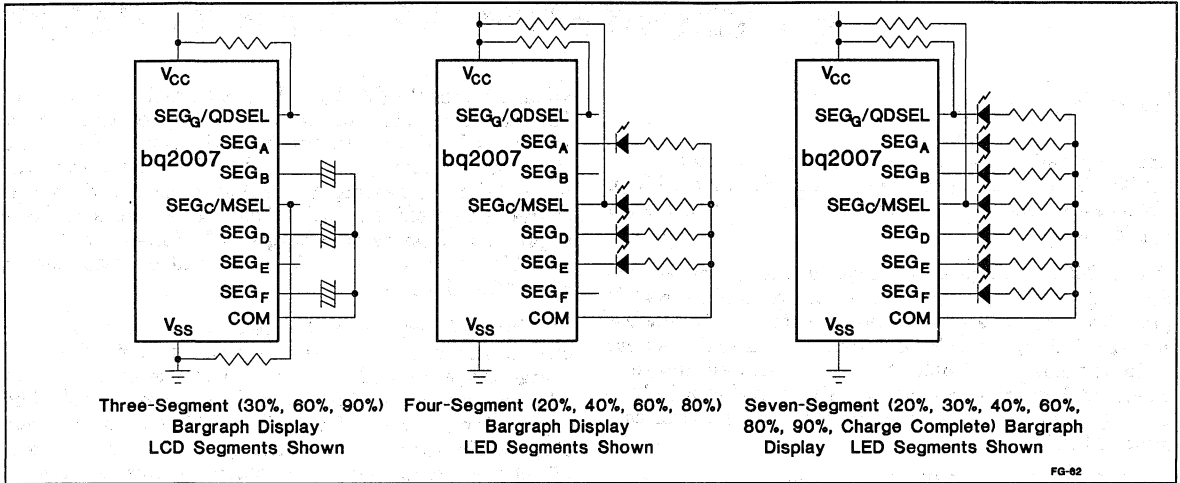 VCC
SEGG/QDSEL
SEGA
bq2007
SEGB
SEGC/MSEL
SEGD
SEGE
SEGF
COM
VSS
Three-Segment (30%, 60%, 90%)
Bargraph Display
LCD Segments Shown
VCC
SEGG/QDSEL
SEGA
bq2007
SEGB
SEGC/MSEL
SEGD
SEGE
SEGF
COM
VSS
Four-Segment (20%, 40%, 60%, 80%)
Bargraph Display
LED Segments Shown
VCC
SEGG/QDSEL
SEGA
bq2007
SEGB
SEGC/MSEL
SEGD
SEGE
SEGF
COM
VSS
Seven-Segment (20%, 30%, 40%, 60%,
80%, 90%, Charge Complete) Bargraph
Display LED Segments Shown
FG-62